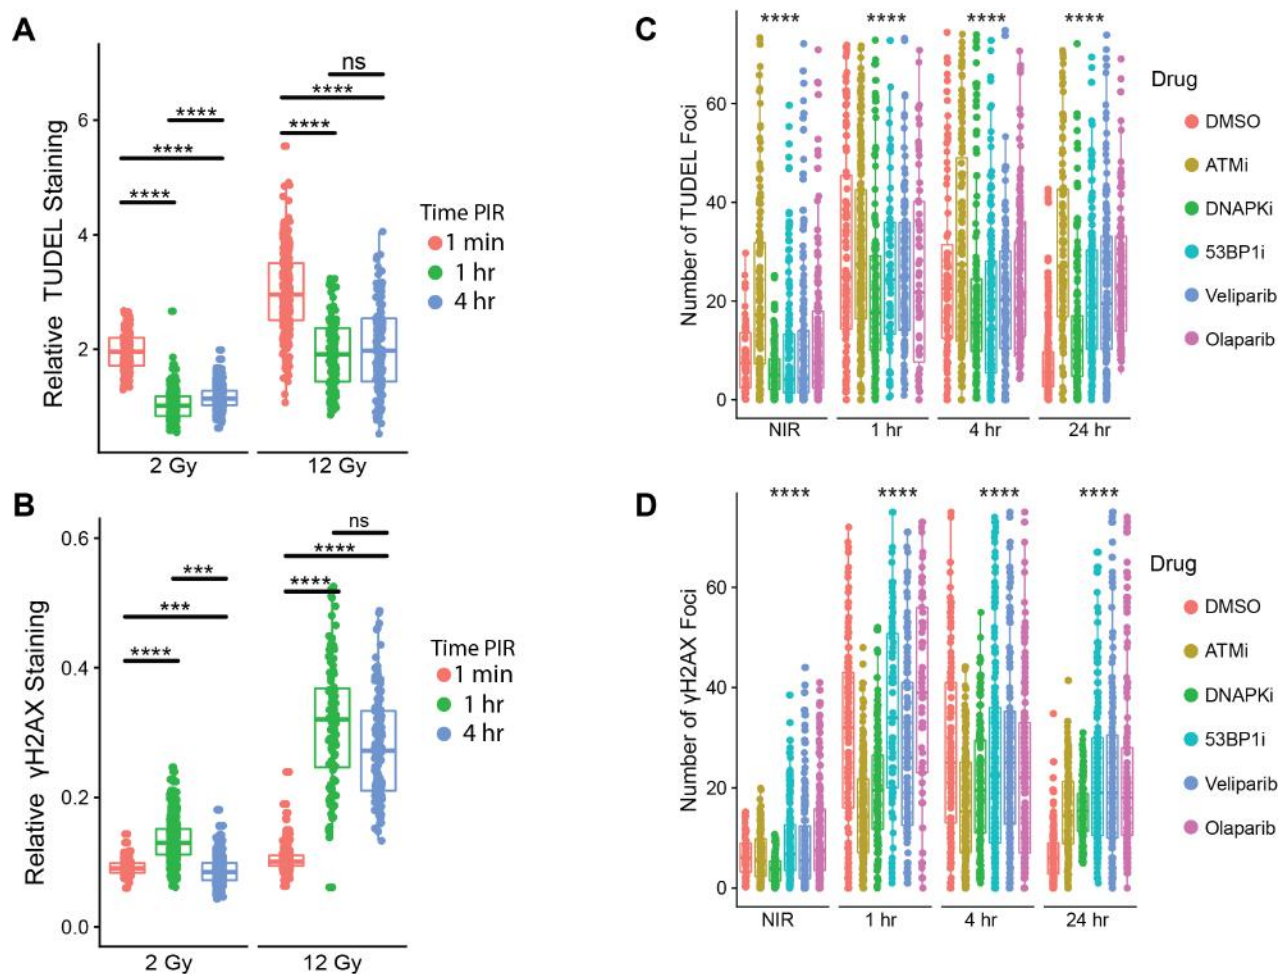 A
Relative TUDEL Staining
6
4
2
ns
****
****
****
****
****
2 Gy
12 Gy
Time PIR
1 min
1 hr
4 hr
B
Relative γH2AX Staining
0.6
0.4
0.2
0.0
ns
***
****
***
****
****
2 Gy
12 Gy
Time PIR
1 min
1 hr
4 hr
C
Number of TUDEL Foci
60
40
20
0
**** **** **** ****
NIR 1 hr 4 hr 24 hr
Drug
DMSO
ATMi
DNAPKi
53BP1i
Veliparib
Olaparib
D
Number of γH2AX Foci
60
40
20
0
**** **** **** ****
NIR 1 hr 4 hr 24 hr
Drug
DMSO
ATMi
DNAPKi
53BP1i
Veliparib
Olaparib